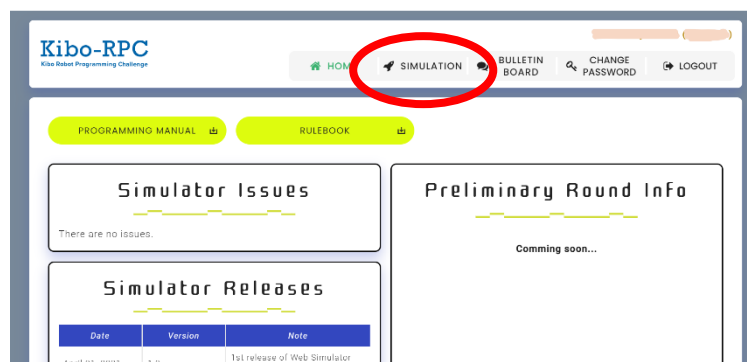 Kibo-RPC
Kibo Robot Programming Challenge
HOM
SIMULATION
BULLETIN
BOARD
CHANGE
PASSWORD
LOGOUT
PROGRAMMING MANUAL
RULEBOOK
Simulator Issues
There are no issues.
Preliminary Round Info
Comming soon...
Simulator Releases
Date Version Note
1st release of Web Simulator